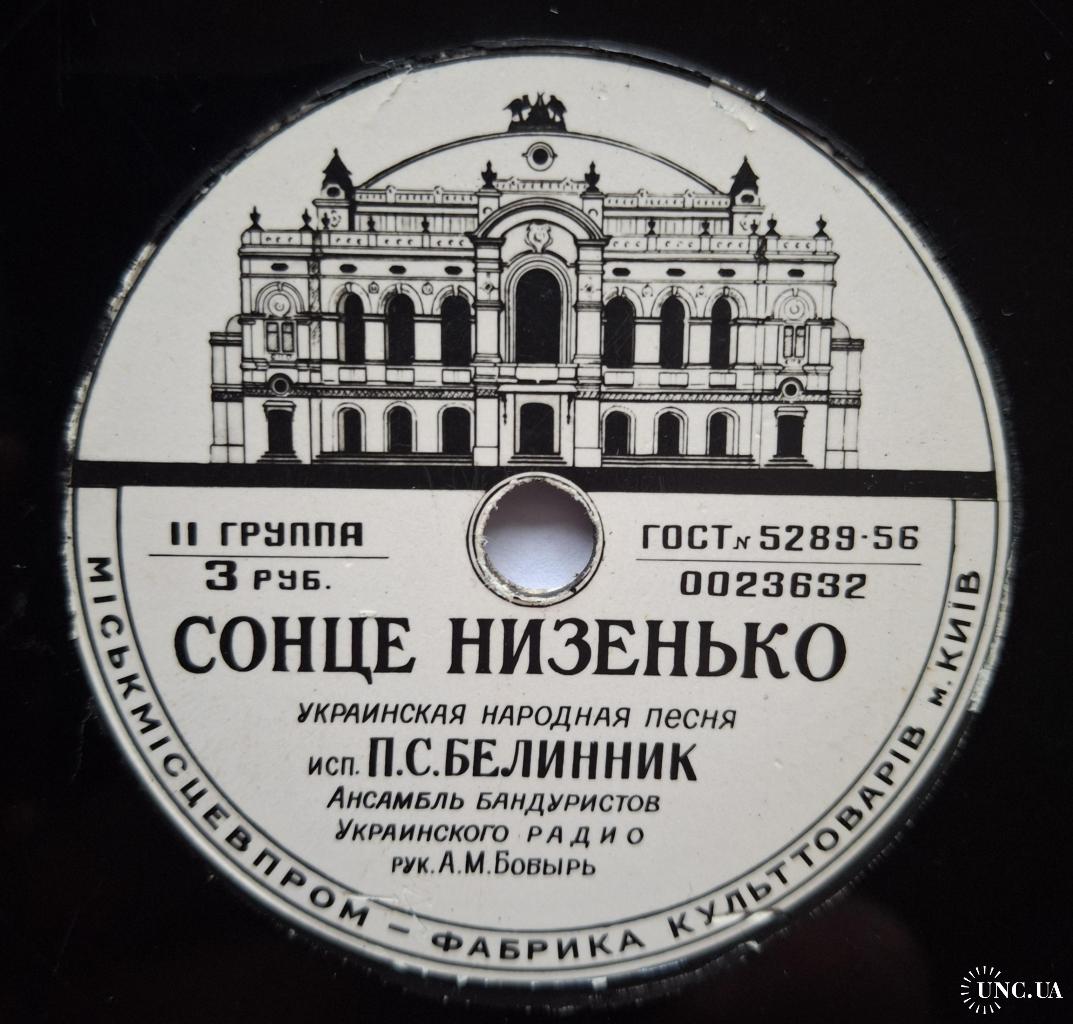 II ГРУППА
3 РУБ.
ГОСТ № 5289-56
0023632
СОНЦЕ НИЗЕНЬКО
УКРАИНСКАЯ НАРОДНАЯ ПЕСНЯ
ИСП. П.С.БЕЛИННИК
АНСАМБЛЬ БАНДУРИСТОВ
УКРАИНСКОГО РАДИО
РУК. А.М.БОВЫРЬ
МІСЬКМІСЦЕВПРОМ – ФАБРИКА КУЛЬТТОВАРІВ м. КИЇВ
UNC.UA